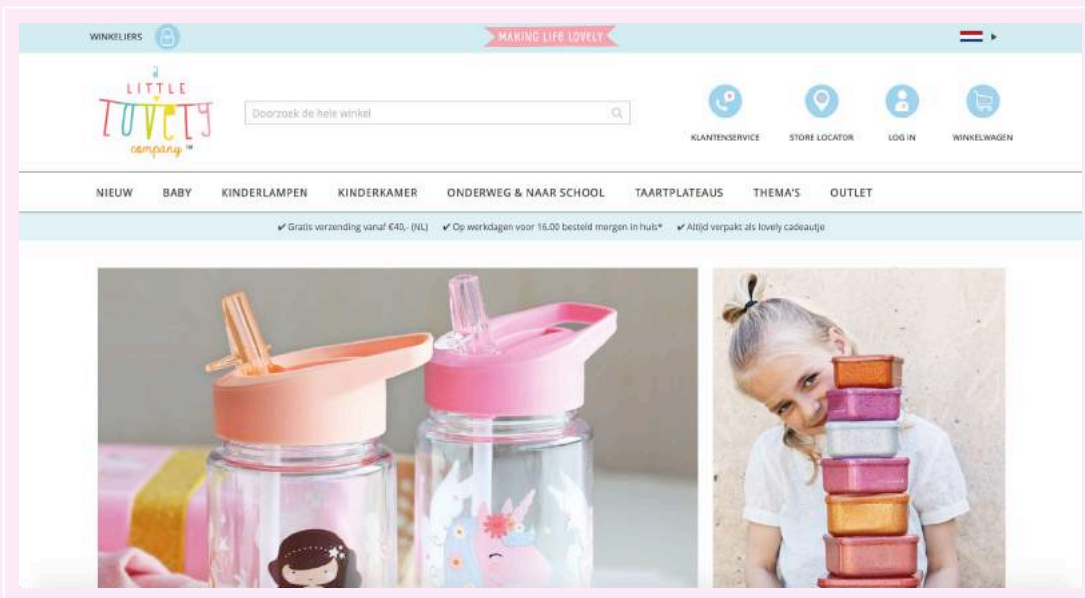 WINKELIERS
MAKING LIFE LOVELY
a
LITTLE
LOVELY
company ™
Doorzoek de hele winkel
KLANTENSERVICE
STORE LOCATOR
LOG IN
WINKELWAGEN
NIEUW BABY KINDERLAMPEN KINDERKAMER ONDERWEG & NAAR SCHOOL TAARTPLATEAUS THEMA'S OUTLET
✔ Gratis verzending vanaf €40,- (NL) ✔ Op werkdagen voor 16.00 besteld morgen in huis* ✔ Altijd verpakt als lovely cadeautje